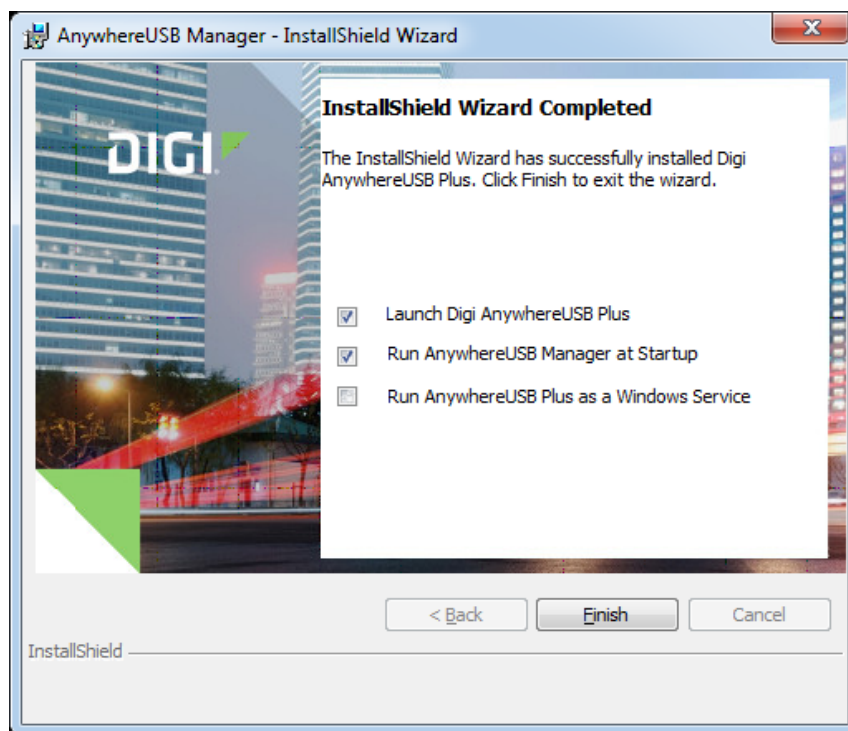 AnywhereUSB Manager - InstallShield Wizard
DIGI
InstallShield Wizard Completed
The InstallShield Wizard has successfully installed Digi
AnywhereUSB Plus. Click Finish to exit the wizard.
Launch Digi AnywhereUSB Plus
Run AnywhereUSB Manager at Startup
Run AnywhereUSB Plus as a Windows Service
< Back
Finish
Cancel
InstallShield